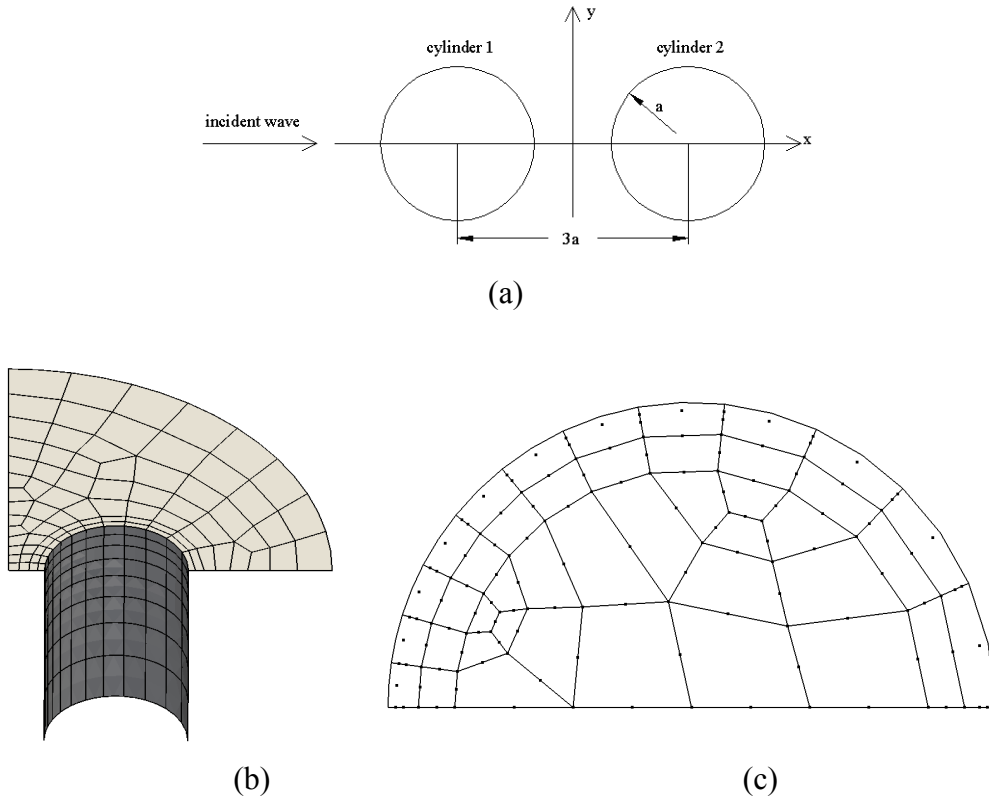 y
cylinder 1
cylinder 2
a
incident wave
x
3a
(a)
(b)
(c)